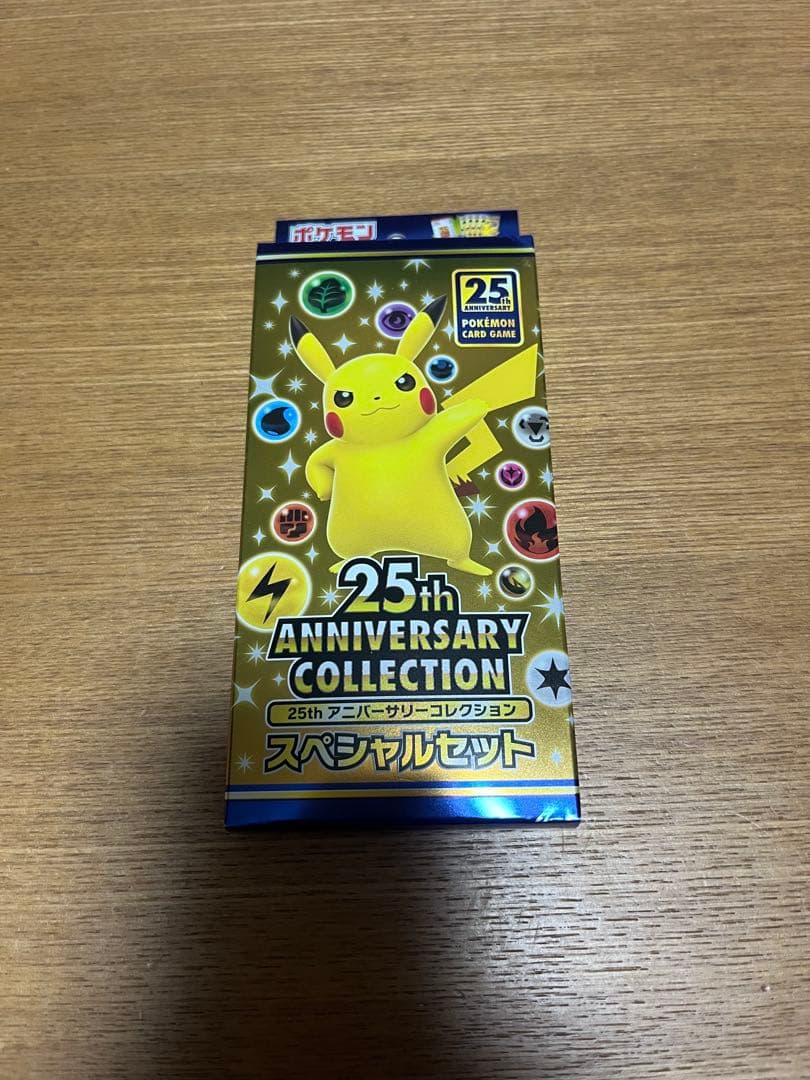 ポケモン
25th
ANNIVERSARY
POKÉMON
CARD GAME
25th
ANNIVERSARY
COLLECTION
25th アニバーサリーコレクション
スペシャルセット